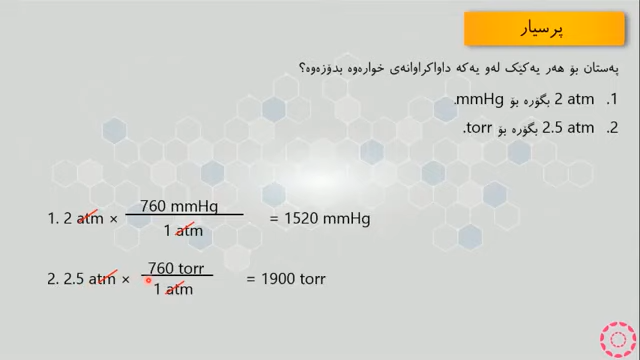 پرسیار
پەستان بۆ هەر یەکێک لەو یەکە داواکراوانەی خوارەوە بدۆزەوە؟
1. 2 atm بگۆڕە بۆ mmHg.
2. 2.5 atm بگۆڕە بۆ torr.
1. 2 atm × 760 mmHg / 1 atm = 1520 mmHg
2. 2.5 atm × 760 torr / 1 atm = 1900 torr